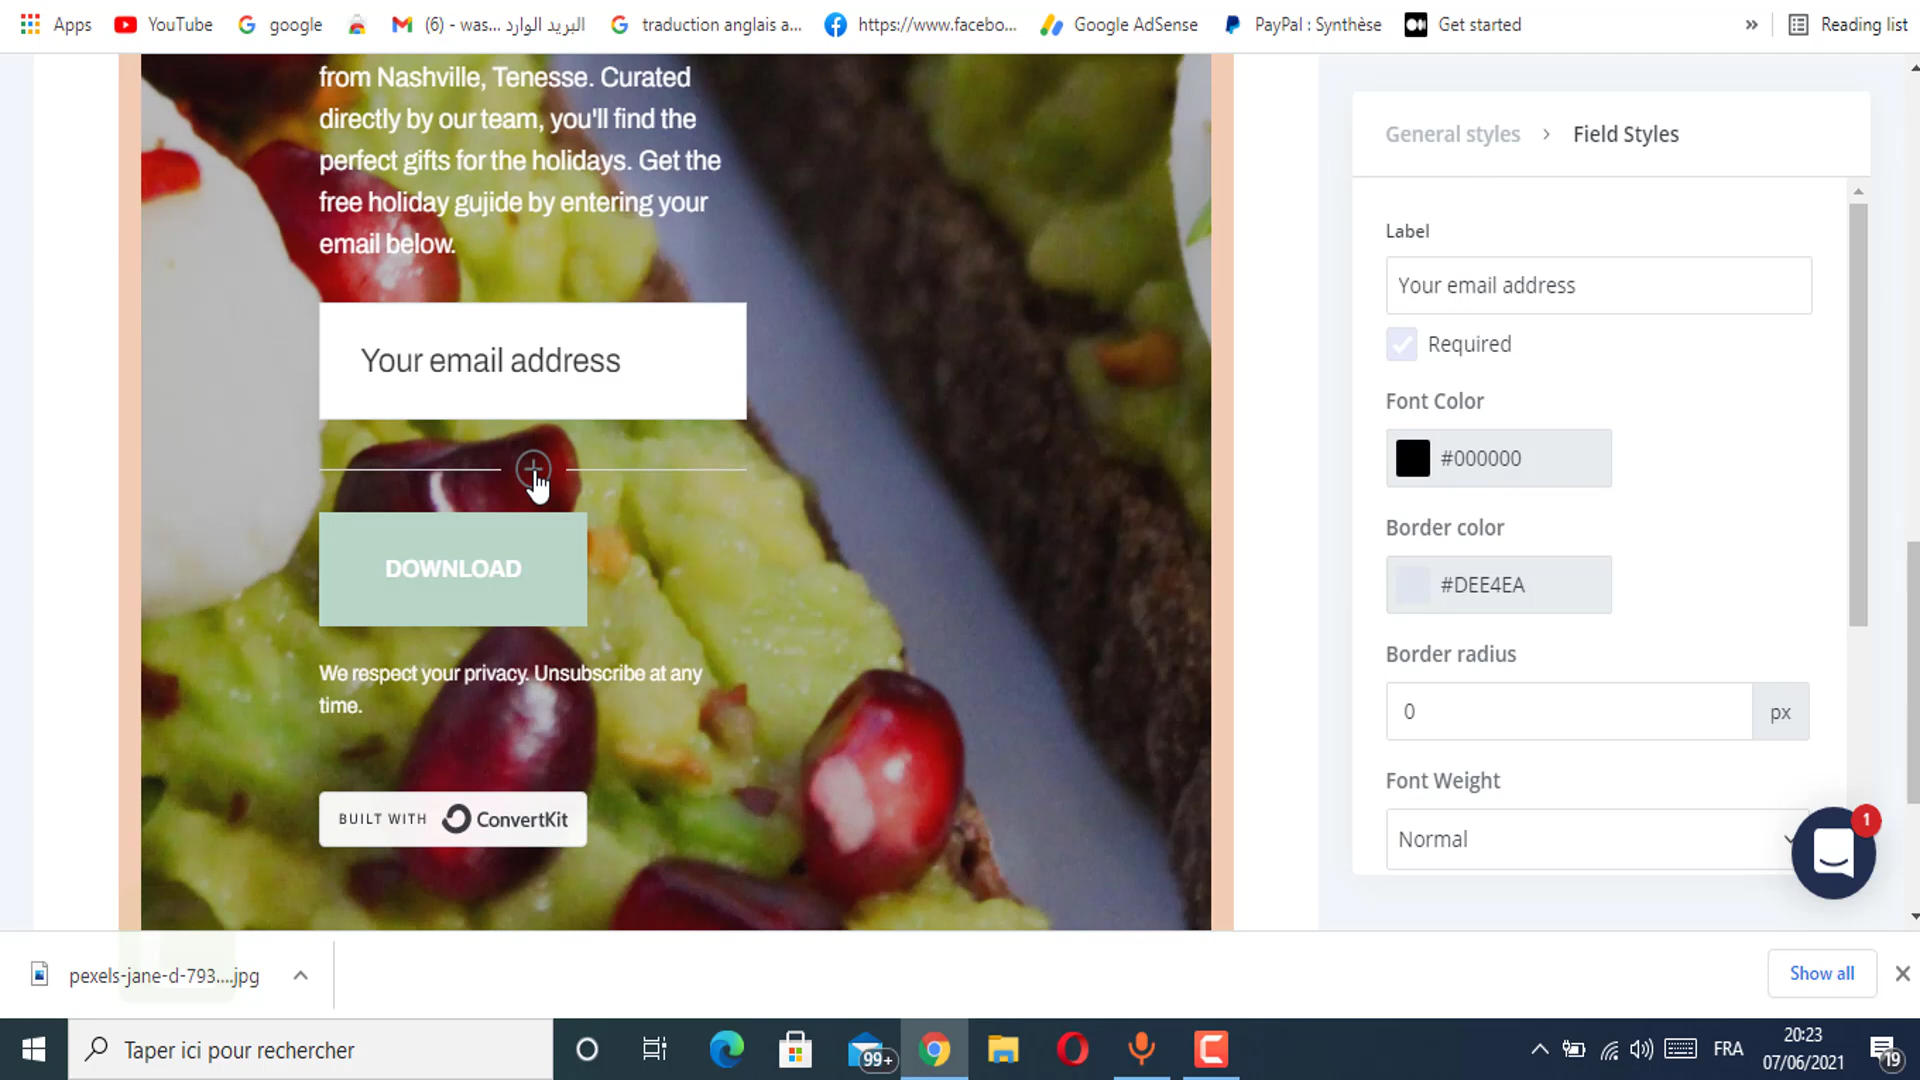 Apps YouTube google (6) - was... البريد الوارد traduction anglais a... https://www.facebo... Google AdSense PayPal : Synthèse Get started » Reading list
from Nashville, Tenesse. Curated
directly by our team, you'll find the
perfect gifts for the holidays. Get the
free holiday gujide by entering your
email below.
Your email address
DOWNLOAD
We respect your privacy. Unsubscribe at any
time.
BUILT WITH ConvertKit
General styles > Field Styles
Label
Your email address
Required
Font Color
#000000
Border color
#DEE4EA
Border radius
0 px
Font Weight
Normal
1
pexels-jane-d-793....jpg
Show all
Taper ici pour rechercher
99+
FRA
20:23
07/06/2021
19